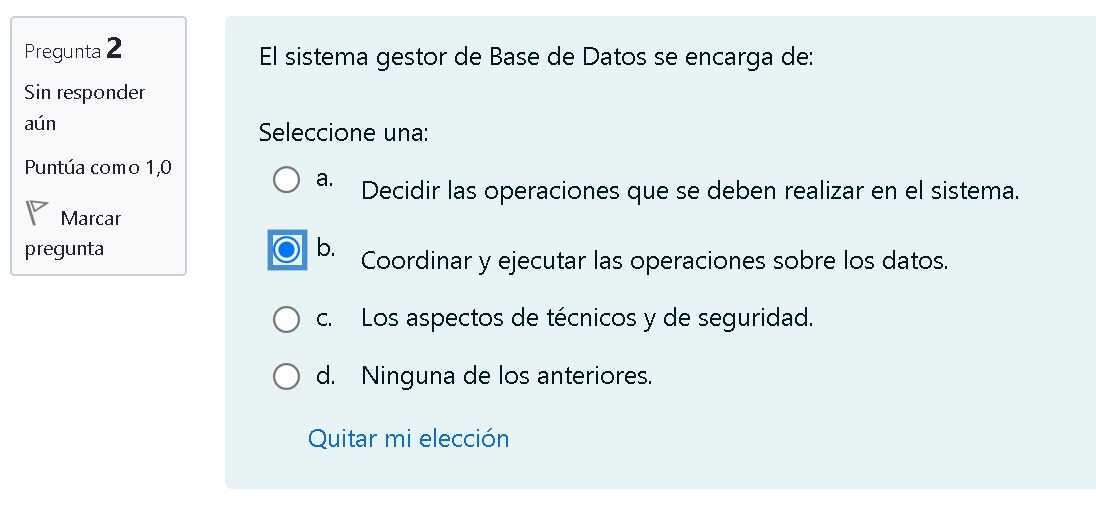 Pregunta 2
Sin responder
aún
Puntúa como 1,0
Marcar
pregunta
El sistema gestor de Base de Datos se encarga de:
Seleccione una:
a. Decidir las operaciones que se deben realizar en el sistema.
b. Coordinar y ejecutar las operaciones sobre los datos.
c. Los aspectos de técnicos y de seguridad.
d. Ninguna de los anteriores.
Quitar mi elección